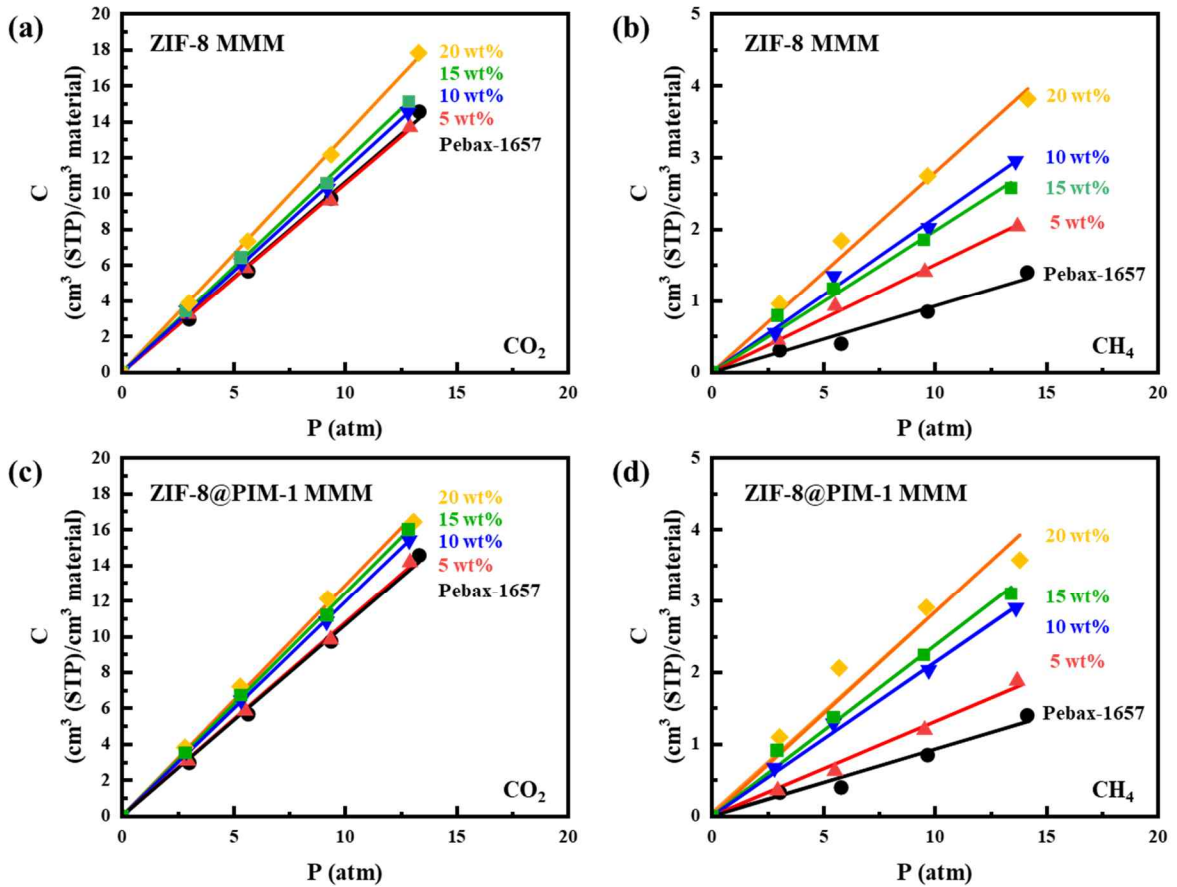 (a)
ZIF-8 MMM
20 wt%
15 wt%
10 wt%
5 wt%
Pebax-1657
CO₂
C
(cm³ (STP)/cm³ material)
20
18
16
14
12
10
8
6
4
2
0
0
5
10
15
20
P (atm)
(b)
ZIF-8 MMM
20 wt%
10 wt%
15 wt%
5 wt%
Pebax-1657
CH₄
C
(cm³ (STP)/cm³ material)
5
4
3
2
1
0
0
5
10
15
20
P (atm)
(c)
ZIF-8@PIM-1 MMM
20 wt%
15 wt%
10 wt%
5 wt%
Pebax-1657
CO₂
C
(cm³ (STP)/cm³ material)
20
18
16
14
12
10
8
6
4
2
0
0
5
10
15
20
P (atm)
(d)
ZIF-8@PIM-1 MMM
20 wt%
15 wt%
10 wt%
5 wt%
Pebax-1657
CH₄
C
(cm³ (STP)/cm³ material)
5
4
3
2
1
0
0
5
10
15
20
P (atm)